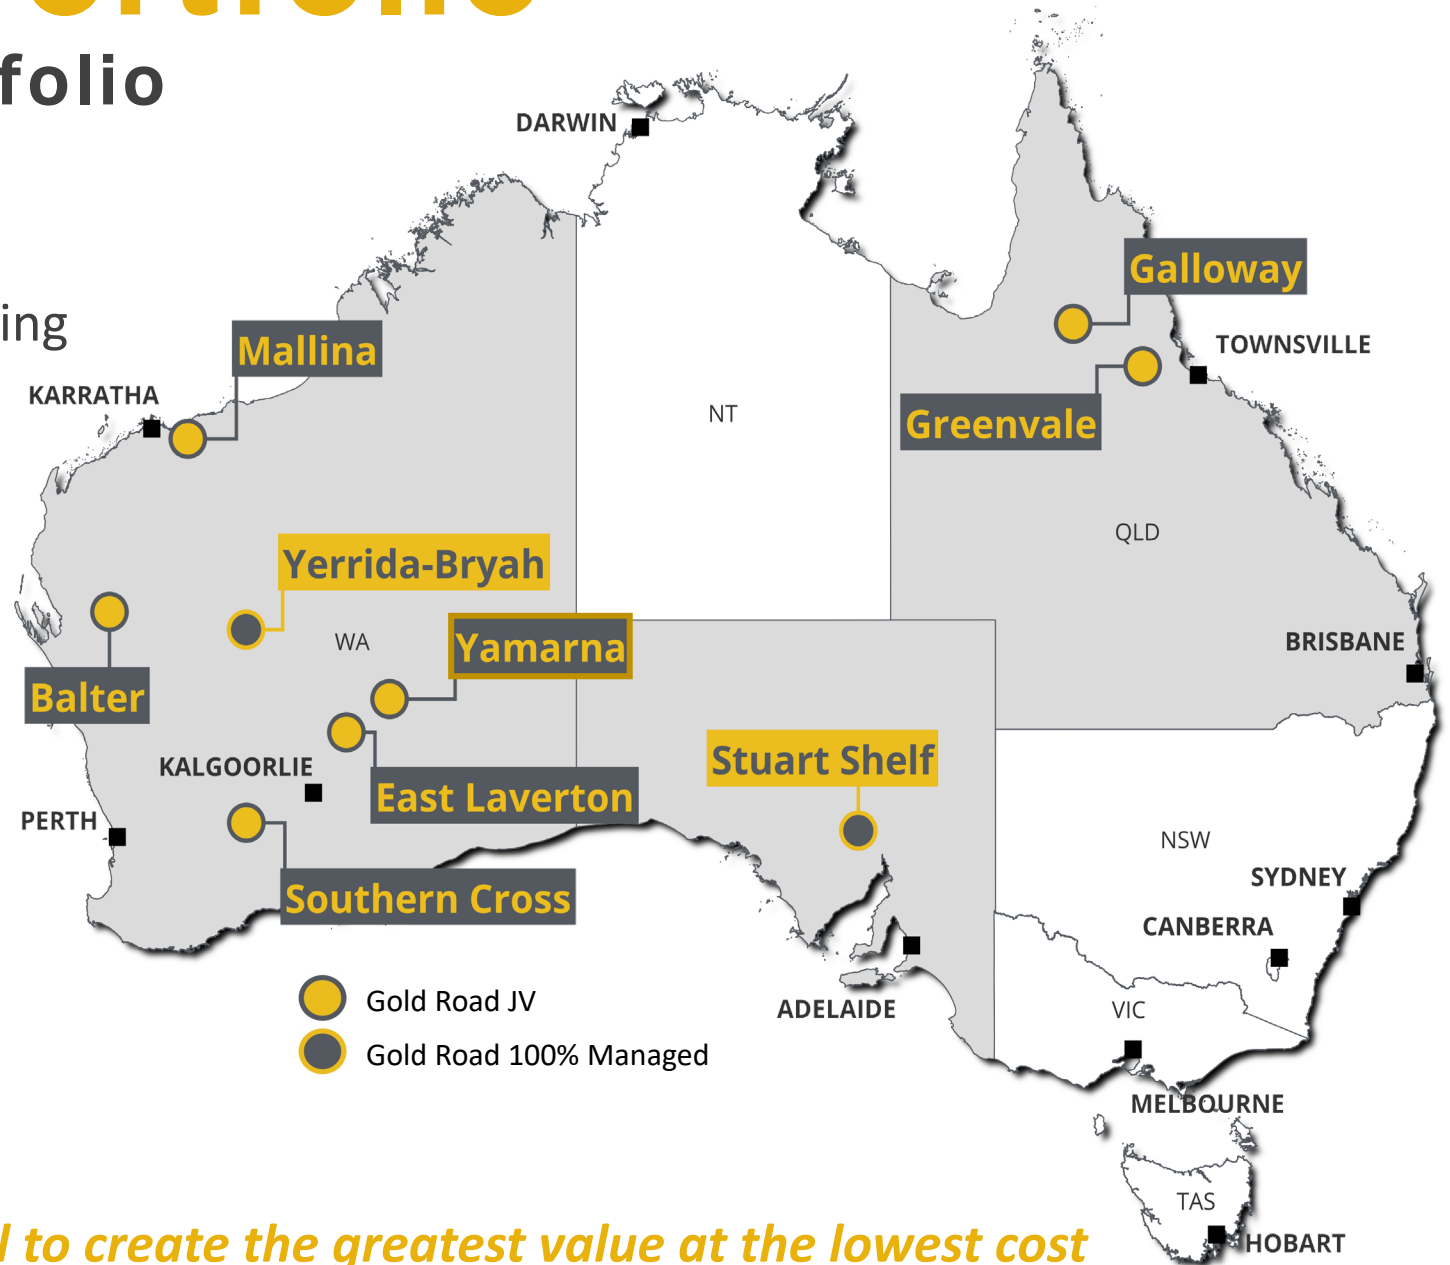 folio
DARWIN
Galloway
ing
Mallina
TOWNSVILLE
KARRATHA
NT
Greenvale
QLD
Yerrida-Bryah
WA
Yamarna
BRISBANE
Balter
Stuart Shelf
KALGOORLIE
East Laverton
PERTH
NSW
SYDNEY
Southern Cross
CANBERRA
Gold Road JV
ADELAIDE
VIC
Gold Road 100% Managed
MELBOURNE
TAS
to create the greatest value at the lowest cost
HOBART